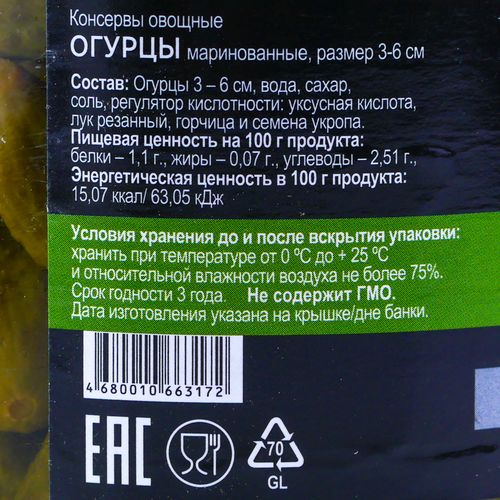 Консервы овощные
ОГУРЦЫ маринованные, размер 3-6 см
Состав: Огурцы 3 – 6 см, вода, сахар,
соль, регулятор кислотности: уксусная кислота,
лук резанный, горчица и семена укропа.
Пищевая ценность на 100 г продукта:
белки – 1,1 г., жиры – 0,07 г., углеводы – 2,51 г.,
Энергетическая ценность в 100 г продукта:
15,07 ккал/ 63,05 кДж
Условия хранения до и после вскрытия упаковки:
хранить при температуре от 0 ºС до + 25 ºС
и относительной влажности воздуха не более 75%.
Срок годности 3 года. Не содержит ГМО.
Дата изготовления указана на крышке/дне банки.
4 680010 663172
ЕАС
70
GL